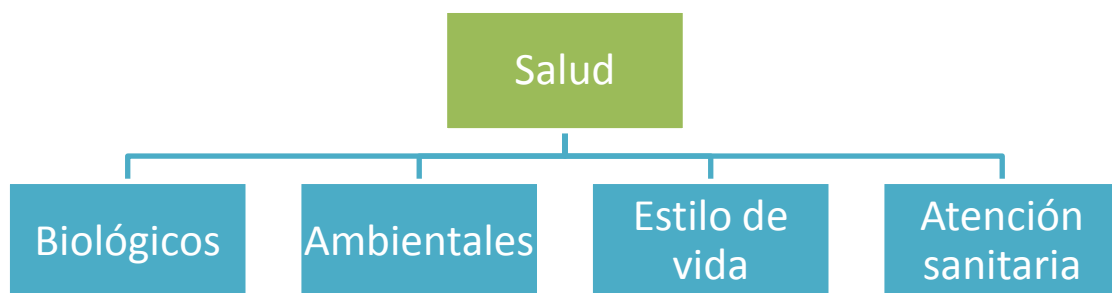 Salud
Biológicos
Ambientales
Estilo de
vida
Atención
sanitaria